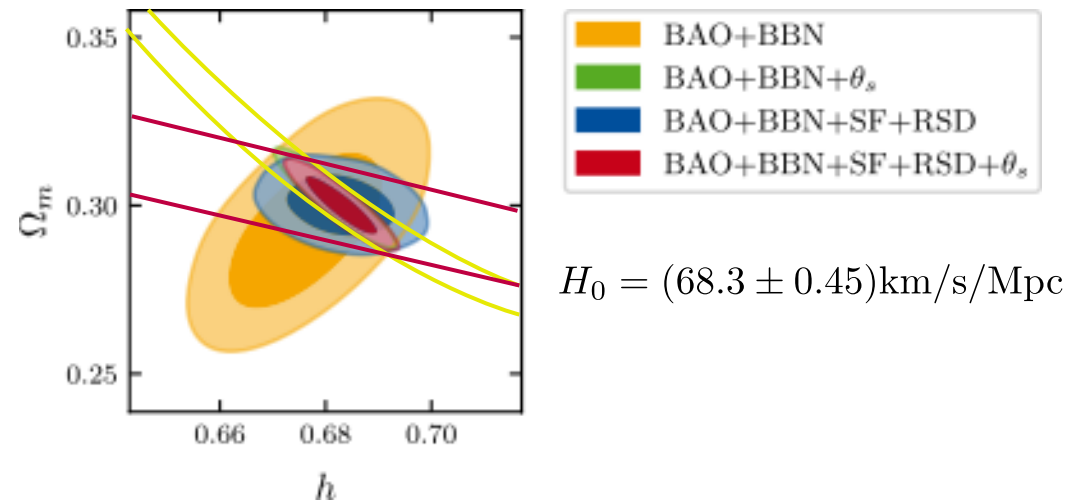 0.35
0.30
0.25
Ω_m
0.66 0.68 0.70
h
BAO+BBN
BAO+BBN+θ_s
BAO+BBN+SF+RSD
BAO+BBN+SF+RSD+θ_s
H_0 = (68.3 ± 0.45)km/s/Mpc